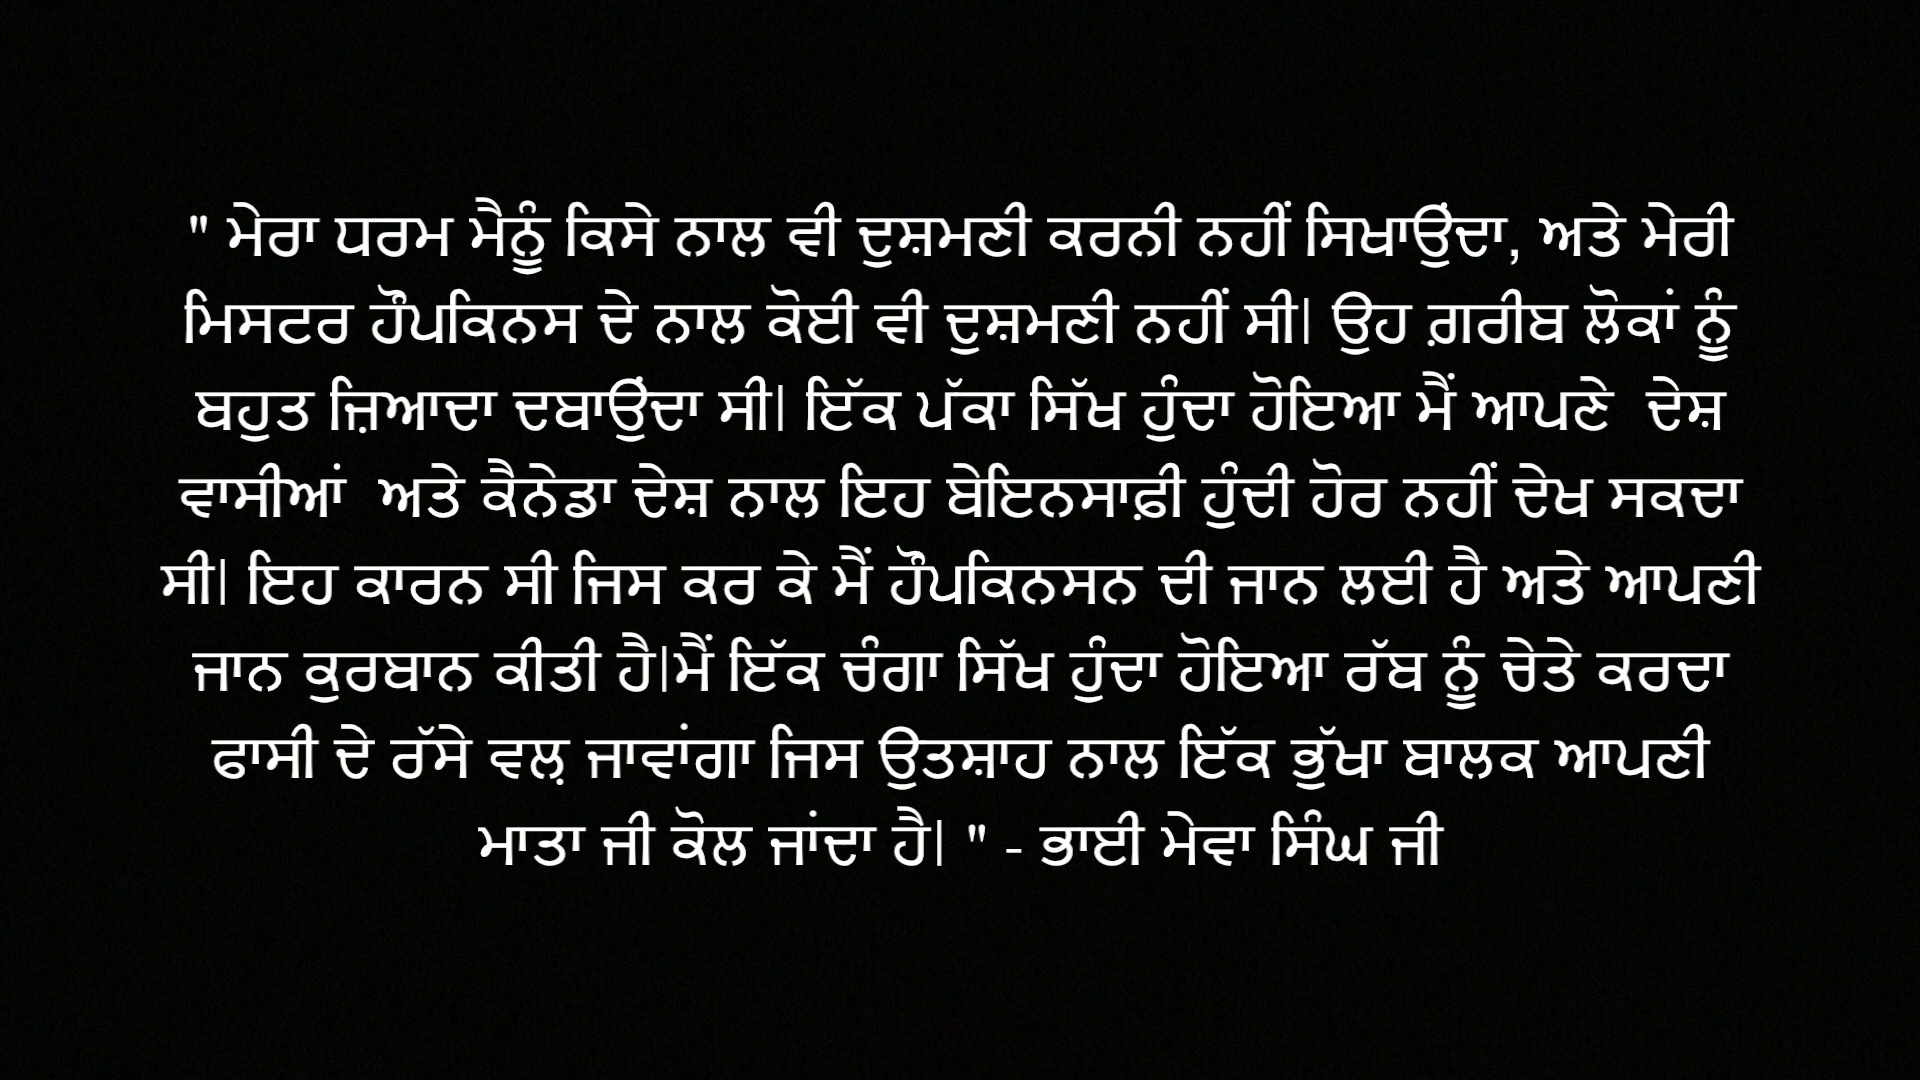 " ਮੇਰਾ ਧਰਮ ਮੈਨੂੰ ਕਿਸੇ ਨਾਲ ਵੀ ਦੁਸ਼ਮਣੀ ਕਰਨੀ ਨਹੀਂ ਸਿਖਾਉਂਦਾ, ਅਤੇ ਮੇਰੀ
ਮਿਸਟਰ ਹੌਪਕਿਨਸ ਦੇ ਨਾਲ ਕੋਈ ਵੀ ਦੁਸ਼ਮਣੀ ਨਹੀਂ ਸੀ| ਉਹ ਗ਼ਰੀਬ ਲੋਕਾਂ ਨੂੰ
ਬਹੁਤ ਜ਼ਿਆਦਾ ਦਬਾਉਂਦਾ ਸੀ| ਇੱਕ ਪੱਕਾ ਸਿੱਖ ਹੁੰਦਾ ਹੋਇਆ ਮੈਂ ਆਪਣੇ  ਦੇਸ਼
ਵਾਸੀਆਂ  ਅਤੇ ਕੈਨੇਡਾ ਦੇਸ਼ ਨਾਲ ਇਹ ਬੇਇਨਸਾਫ਼ੀ ਹੁੰਦੀ ਹੋਰ ਨਹੀਂ ਦੇਖ ਸਕਦਾ
ਸੀ| ਇਹ ਕਾਰਨ ਸੀ ਜਿਸ ਕਰ ਕੇ ਮੈਂ ਹੌਪਕਿਨਸਨ ਦੀ ਜਾਨ ਲਈ ਹੈ ਅਤੇ ਆਪਣੀ
ਜਾਨ ਕੁਰਬਾਨ ਕੀਤੀ ਹੈ|ਮੈਂ ਇੱਕ ਚੰਗਾ ਸਿੱਖ ਹੁੰਦਾ ਹੋਇਆ ਰੱਬ ਨੂੰ ਚੇਤੇ ਕਰਦਾ
ਫਾਸੀ ਦੇ ਰੱਸੇ ਵਲ਼ ਜਾਵਾਂਗਾ ਜਿਸ ਉਤਸ਼ਾਹ ਨਾਲ ਇੱਕ ਭੁੱਖਾ ਬਾਲਕ ਆਪਣੀ
ਮਾਤਾ ਜੀ ਕੋਲ ਜਾਂਦਾ ਹੈ| " - ਭਾਈ ਮੇਵਾ ਸਿੰਘ ਜੀ